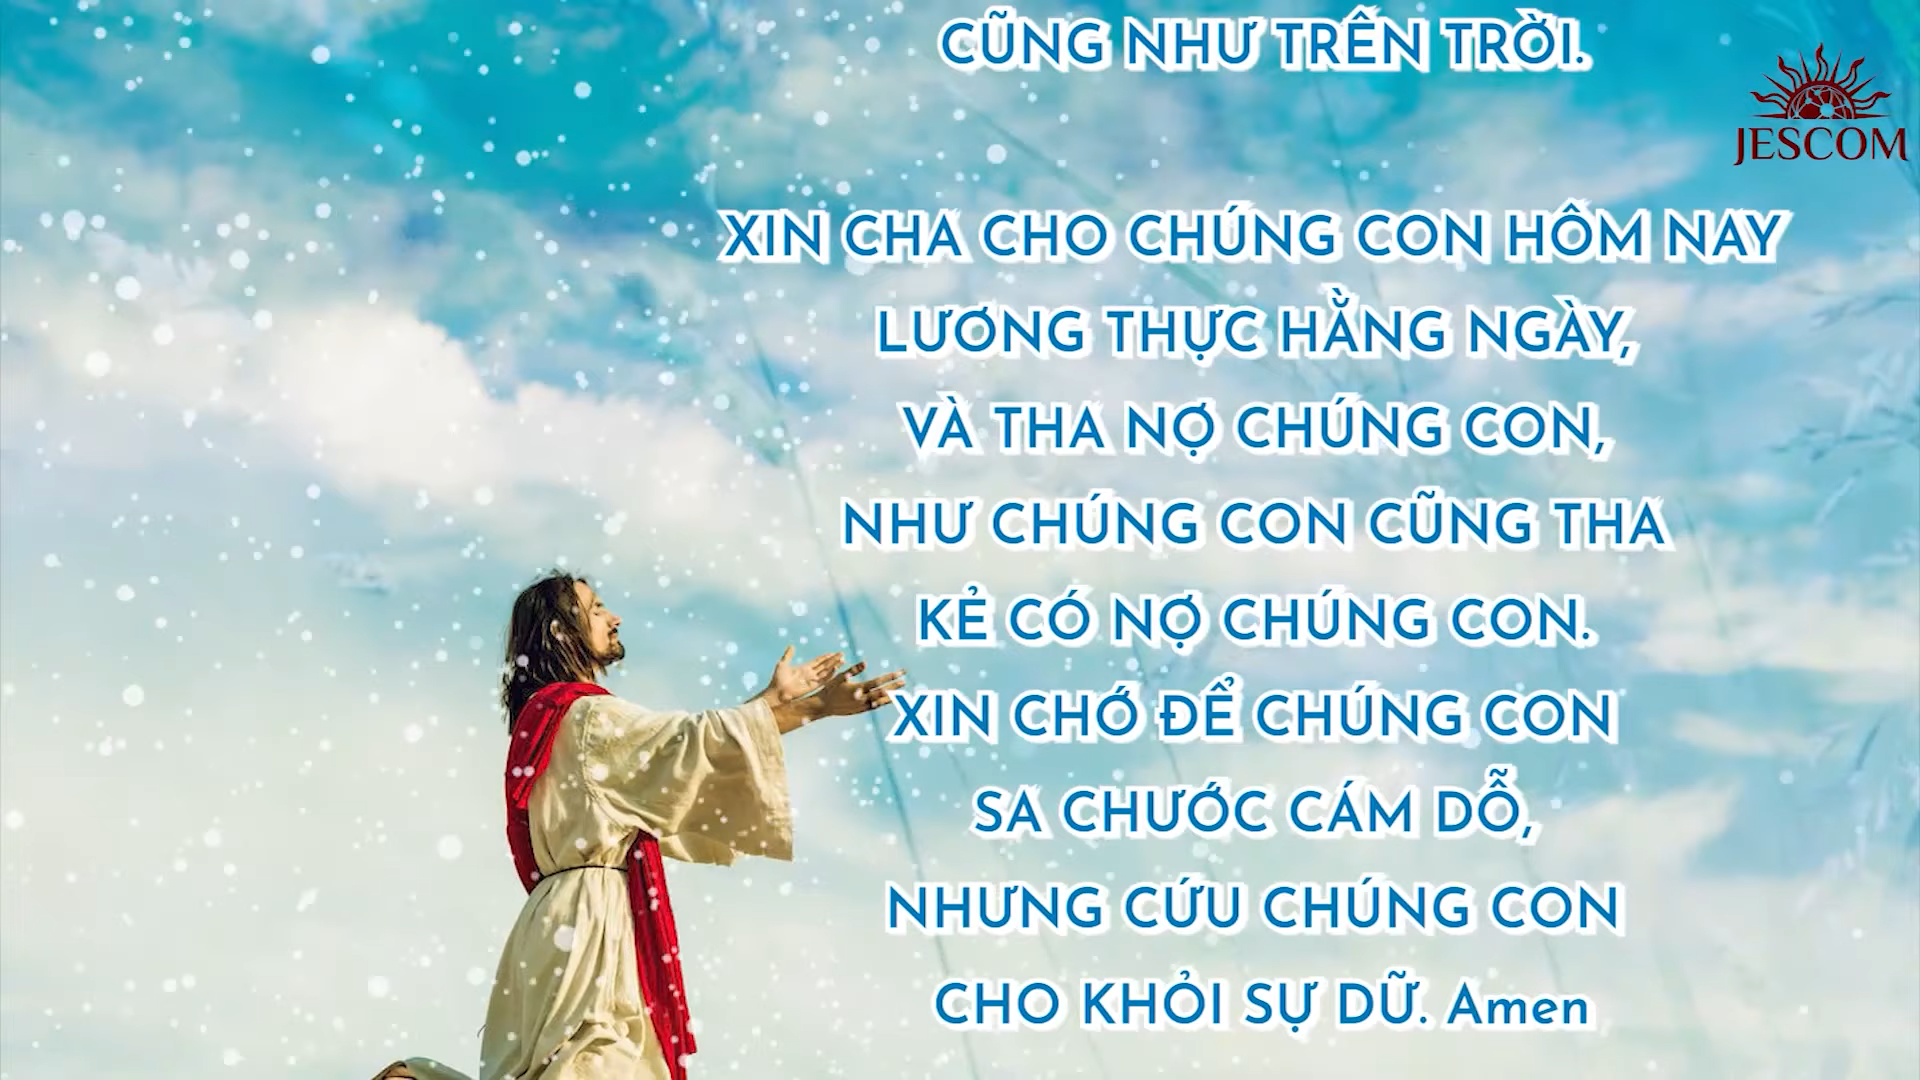 CŨNG NHƯ TRÊN TRỜI.
JESCOM
XIN CHA CHO CHÚNG CON HÔM NAY
LƯƠNG THỰC HẰNG NGÀY,
VÀ THA NỢ CHÚNG CON,
NHƯ CHÚNG CON CŨNG THA
KẺ CÓ NỢ CHÚNG CON.
XIN CHỚ ĐỂ CHÚNG CON
SA CHƯỚC CÁM DỖ,
NHƯNG CỨU CHÚNG CON
CHO KHỎI SỰ DỮ. Amen